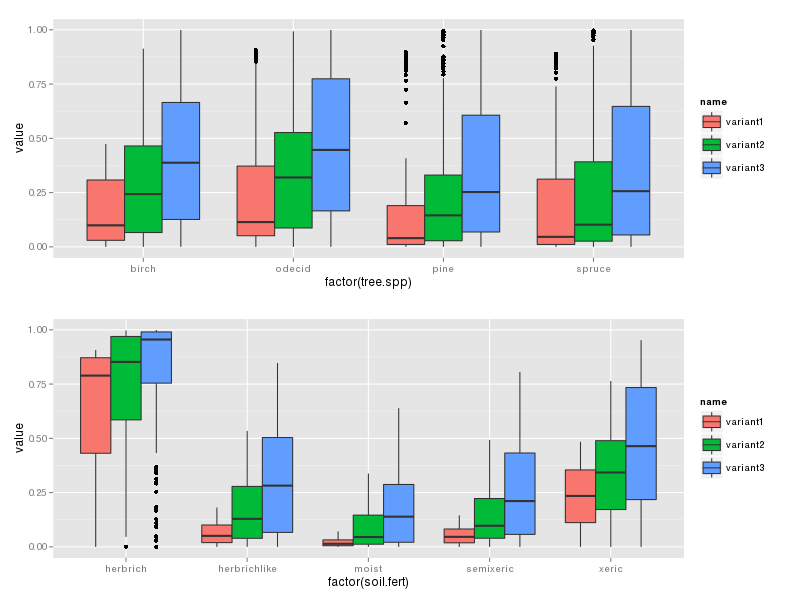 1.00
0.75
0.50
0.25
0.00
value
birch odecid pine spruce
factor(tree.spp)
name
variant1
variant2
variant3
1.00
0.75
0.50
0.25
0.00
value
herbrich herbrichlike moist semixeric xeric
factor(soil.fert)
name
variant1
variant2
variant3